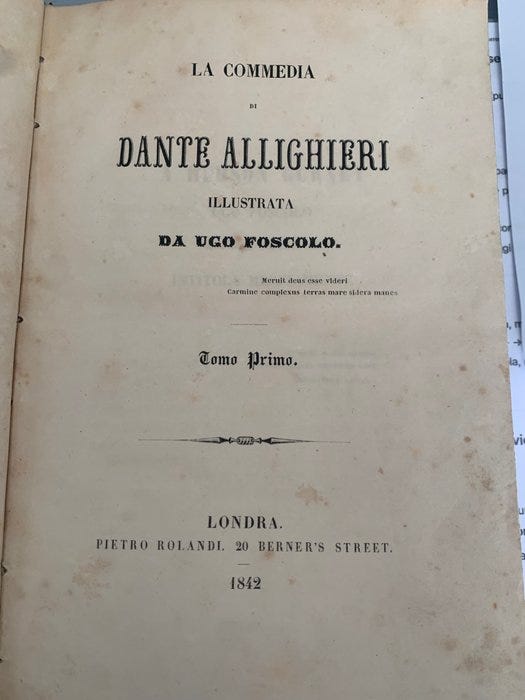 LA COMMEDIA
DI
DANTE ALLIGHIERI
ILLUSTRATA
DA UGO FOSCOLO.
Meruit deus esse videri
Carmine complexus terras mare sidera manes
Tomo Primo.
LONDRA.
PIETRO ROLANDI. 20 BERNER'S STREET.
1842